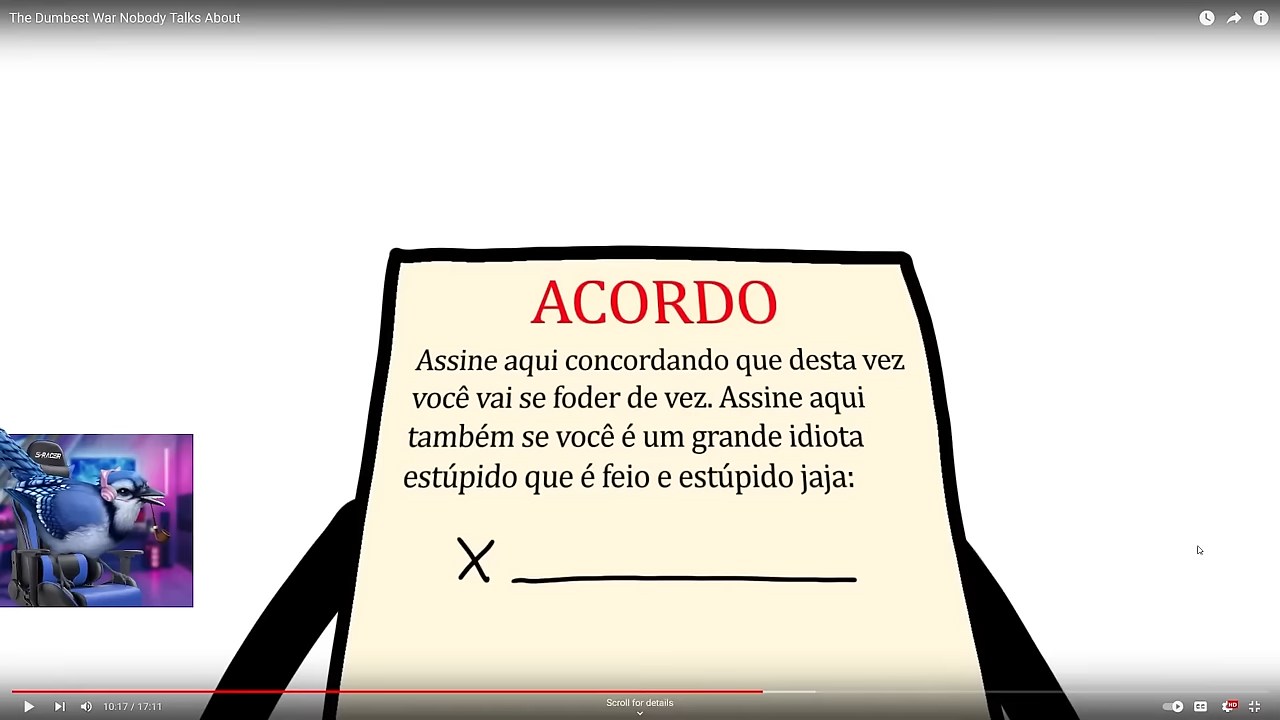 The Dumbest War Nobody Talks About
ACORDO
Assine aqui concordando que desta vez
você vai se foder de vez. Assine aqui
também se você é um grande idiota
estúpido que é feio e estúpido jaja:
X
S-RACER
10:17 / 17:11
Scroll for details
HD